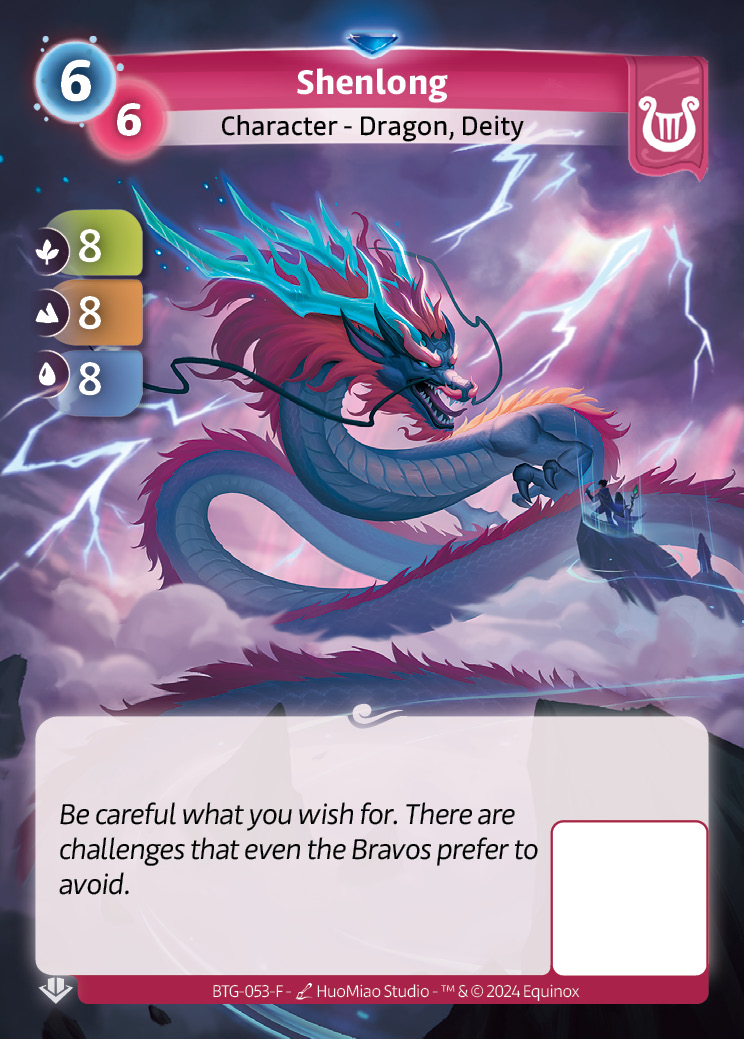 6
Shenlong
6
Character - Dragon, Deity
8
8
8
Be careful what you wish for. There are
challenges that even the Bravos prefer to
avoid.
BTG-053-F - HuoMiao Studio - ™ & © 2024 Equinox